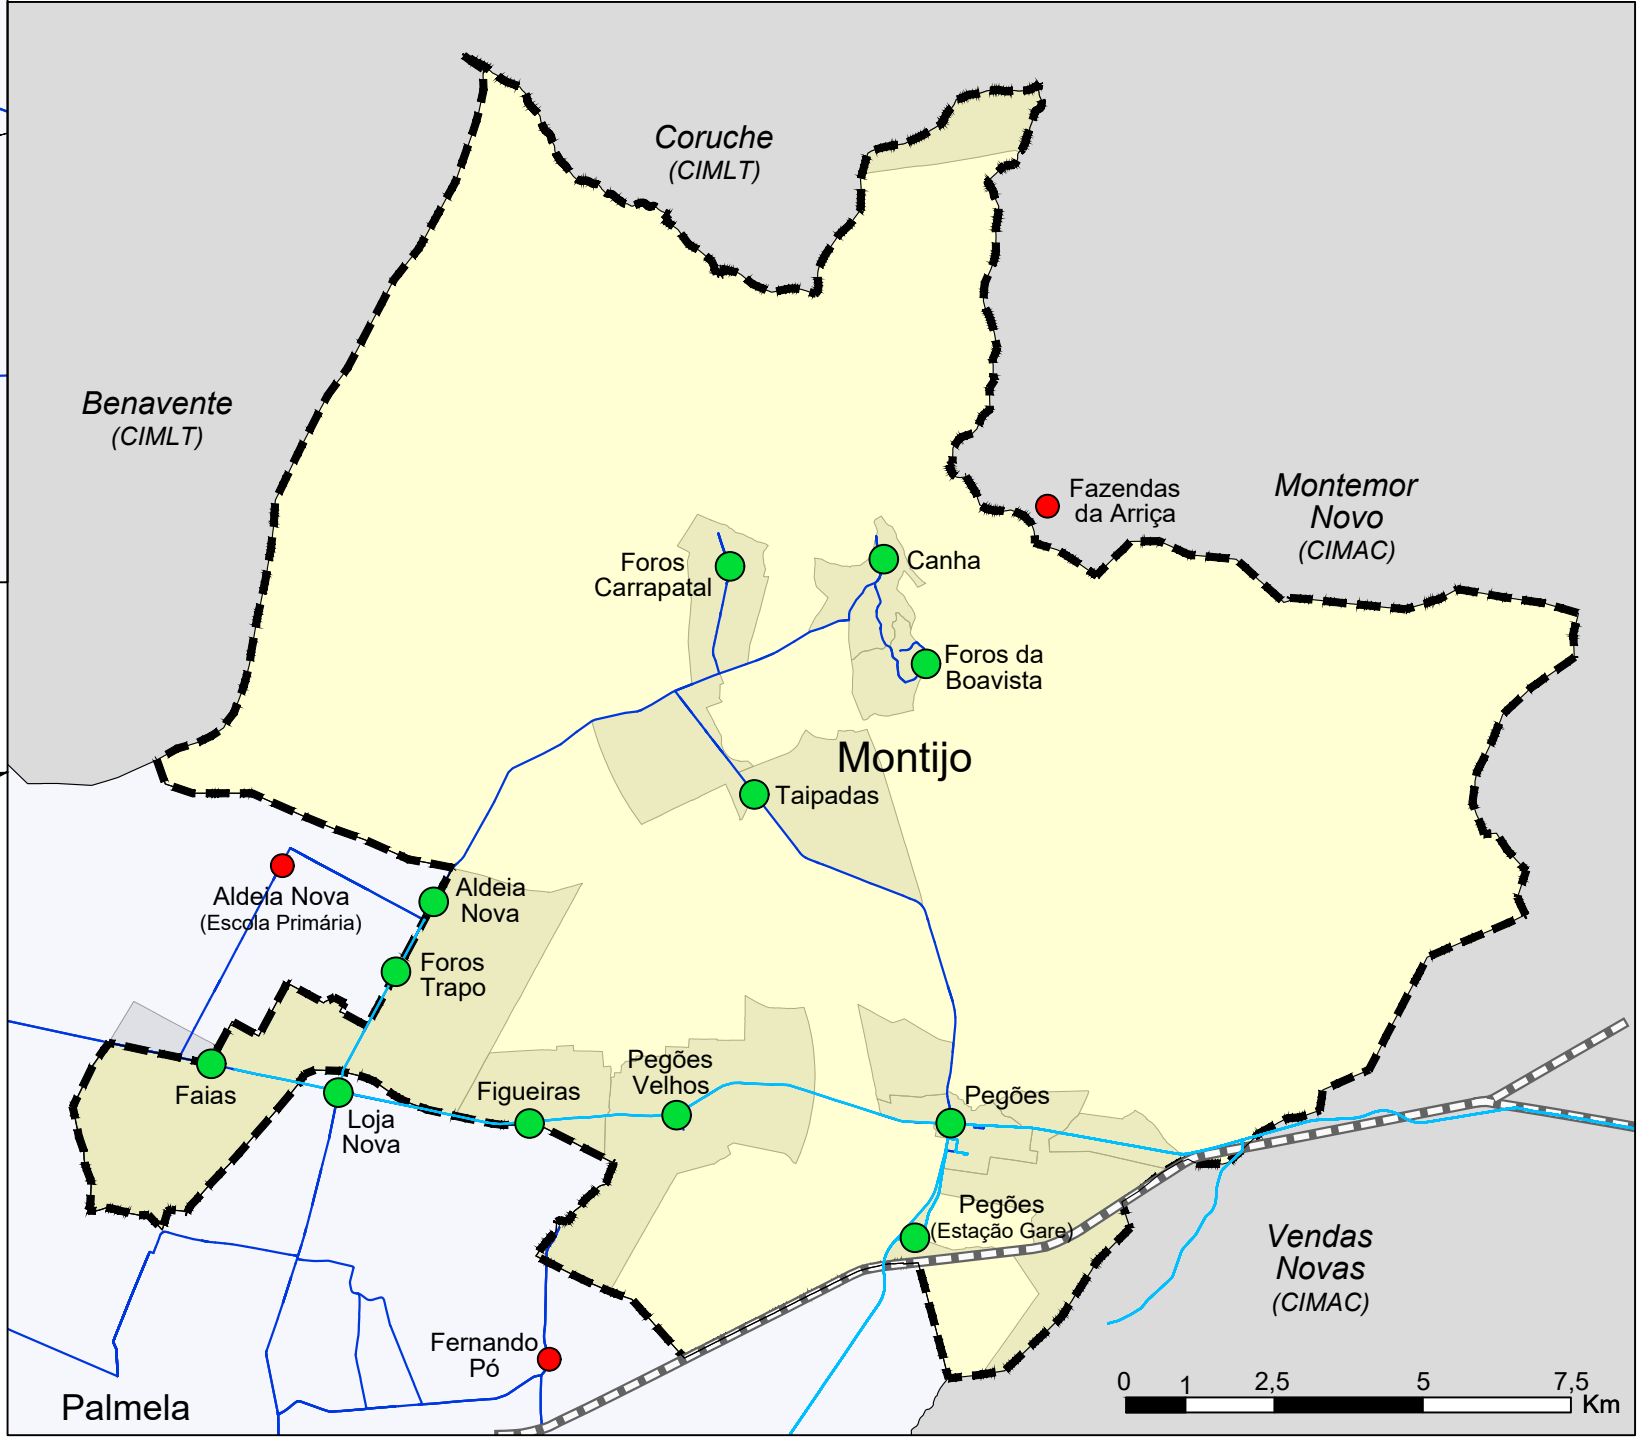 Coruche
(CIMLT)
Benavente
(CIMLT)
Montemor
Novo
(CIMAC)
Fazendas
da Arriça
Foros
Carrapatal
Canha
Foros da
Boavista
Montijo
Taipadas
Aldeia Nova
(Escola Primária)
Aldeia
Nova
Foros
Trapo
Faias
Loja
Nova
Figueiras
Pegões
Velhos
Pegões
Pegões
(Estação Gare)
Vendas
Novas
(CIMAC)
Fernando
Pó
Palmela
0 1 2,5 5 7,5
Km